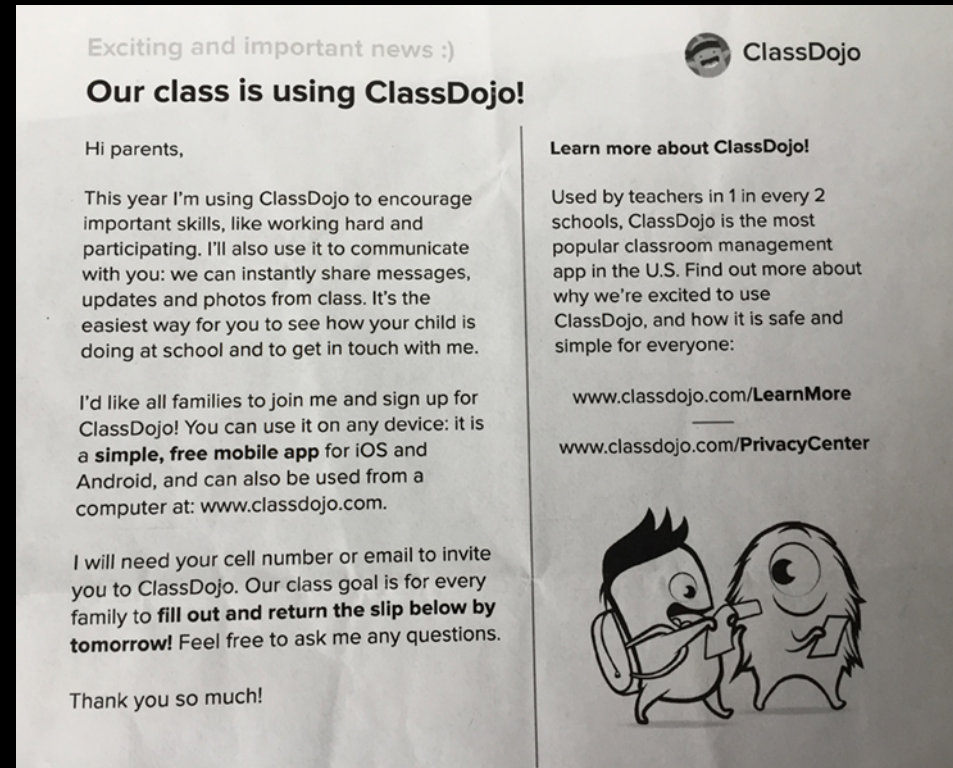 Exciting and important news :)
Our class is using ClassDojo!
ClassDojo
Hi parents,
This year I'm using ClassDojo to encourage
important skills, like working hard and
participating. I'll also use it to communicate
with you: we can instantly share messages,
updates and photos from class. It's the
easiest way for you to see how your child is
doing at school and to get in touch with me.
I'd like all families to join me and sign up for
ClassDojo! You can use it on any device: it is
a simple, free mobile app for iOS and
Android, and can also be used from a
computer at: www.classdojo.com.
I will need your cell number or email to invite
you to ClassDojo. Our class goal is for every
family to fill out and return the slip below by
tomorrow! Feel free to ask me any questions.
Thank you so much!
Learn more about ClassDojo!
Used by teachers in 1 in every 2
schools, ClassDojo is the most
popular classroom management
app in the U.S. Find out more about
why we're excited to use
ClassDojo, and how it is safe and
simple for everyone:
www.classdojo.com/LearnMore
www.classdojo.com/PrivacyCenter